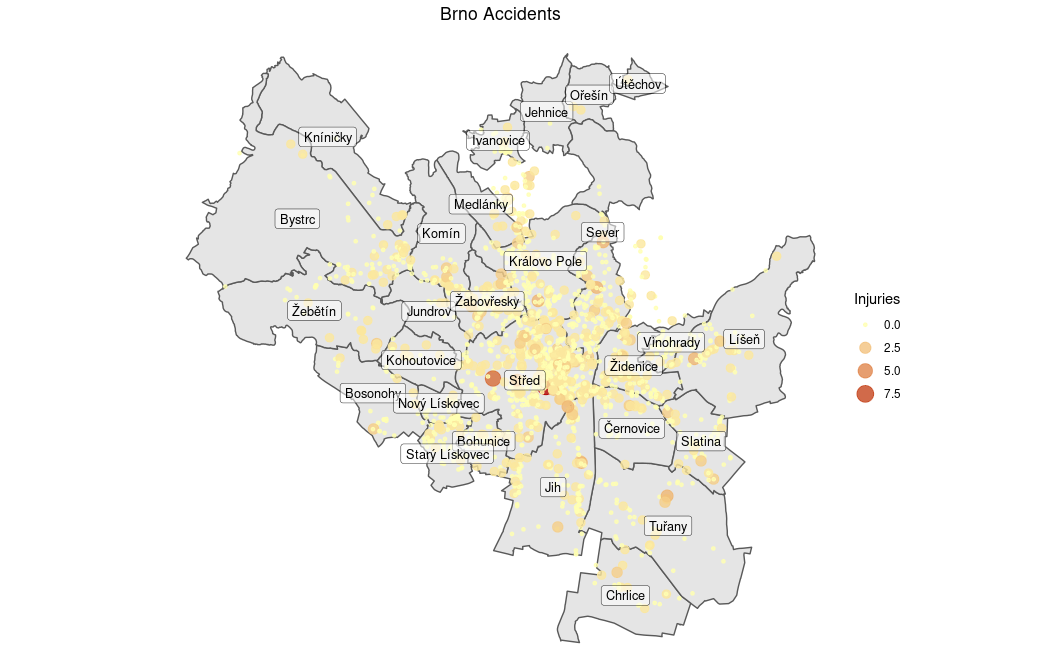 Brno Accidents
Útěchov
Ořešín
Jehnice
Kníničky
Ivanovice
Medlánky
Bystrc
Komín
Sever
Královo Pole
Žabovřesky
Žebětín
Jundrov
Vinohrady
Líšeň
Kohoutovice
Židenice
Střed
Bosonohy
Nový Lískovec
Černovice
Bohunice
Slatina
Starý Lískovec
Jih
Tuřany
Chrlice
Injuries
0.0
2.5
5.0
7.5